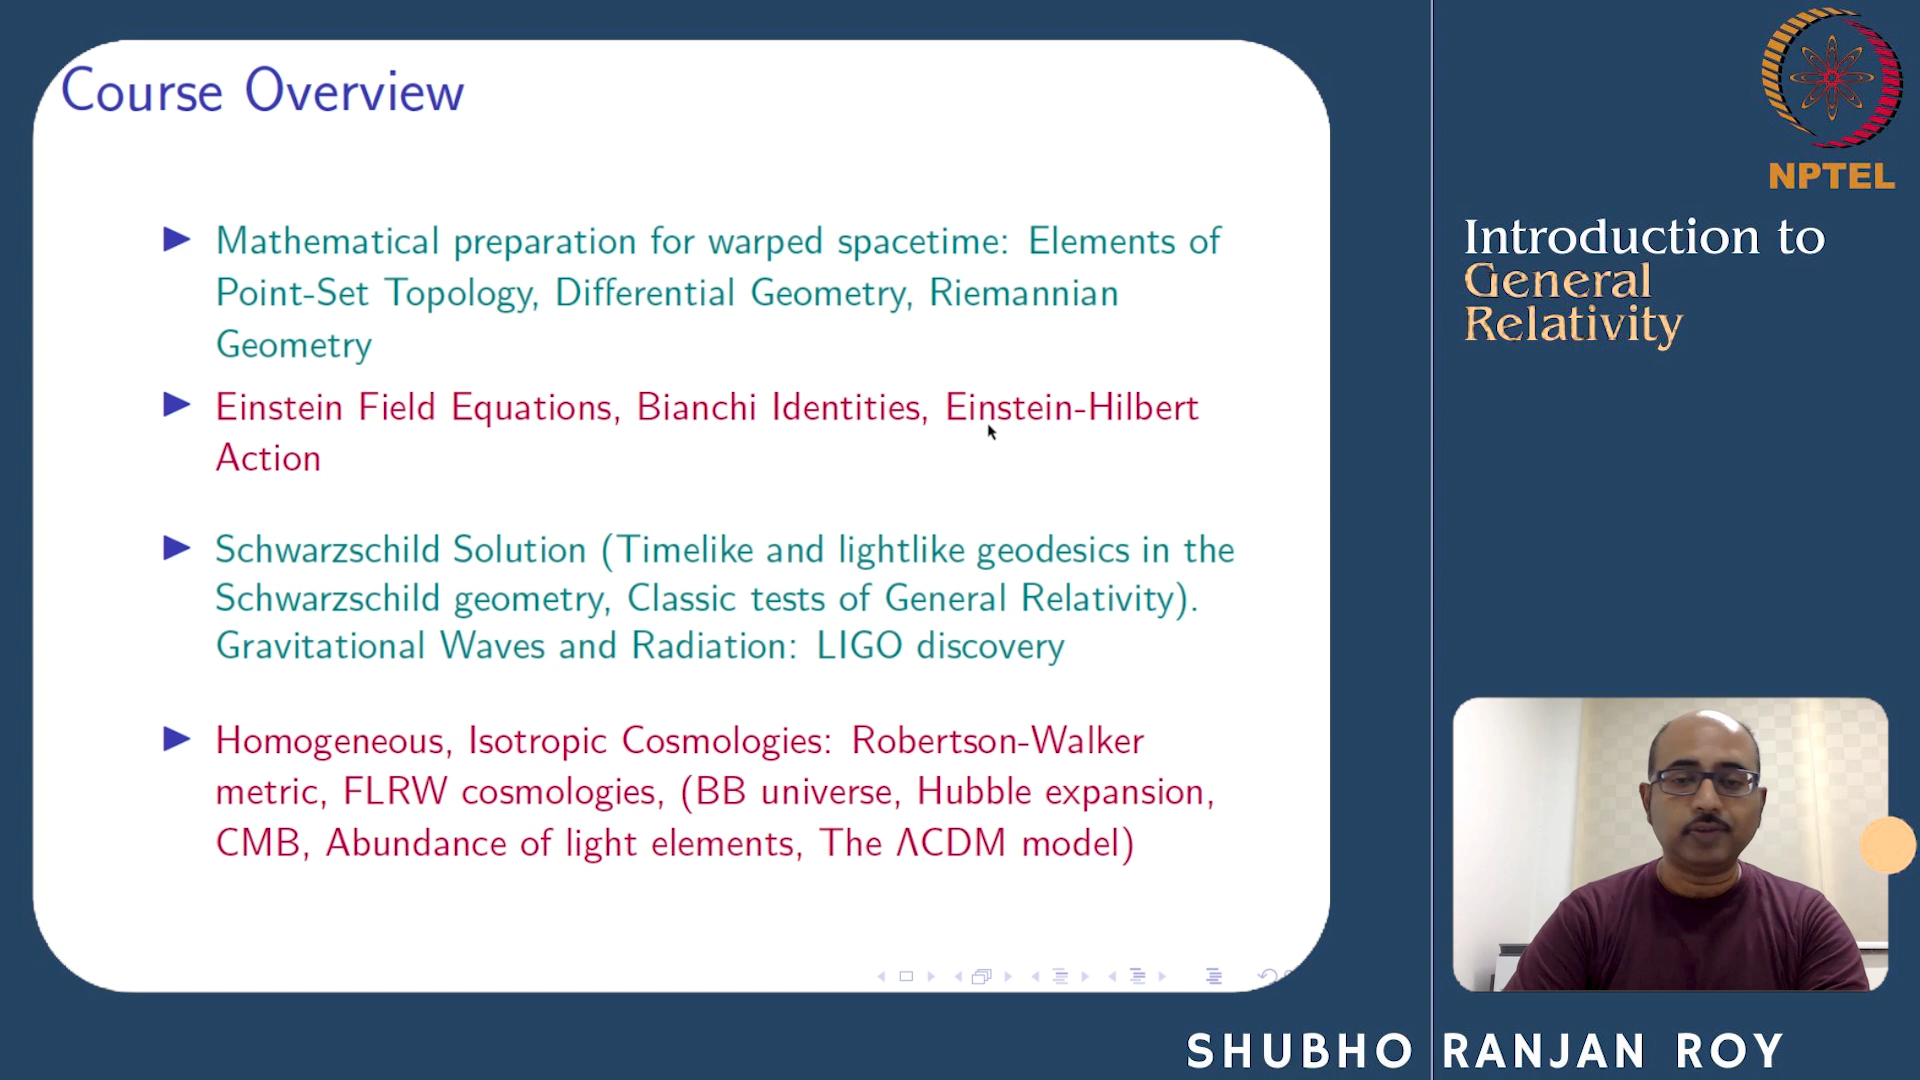 Course Overview
Mathematical preparation for warped spacetime: Elements of
Point-Set Topology, Differential Geometry, Riemannian
Geometry
Einstein Field Equations, Bianchi Identities, Einstein-Hilbert
Action
Schwarzschild Solution (Timelike and lightlike geodesics in the
Schwarzschild geometry, Classic tests of General Relativity).
Gravitational Waves and Radiation: LIGO discovery
Homogeneous, Isotropic Cosmologies: Robertson-Walker
metric, FLRW cosmologies, (BB universe, Hubble expansion,
CMB, Abundance of light elements, The ΛCDM model)
NPTEL
Introduction to
General
Relativity
SHUBHO RANJAN ROY